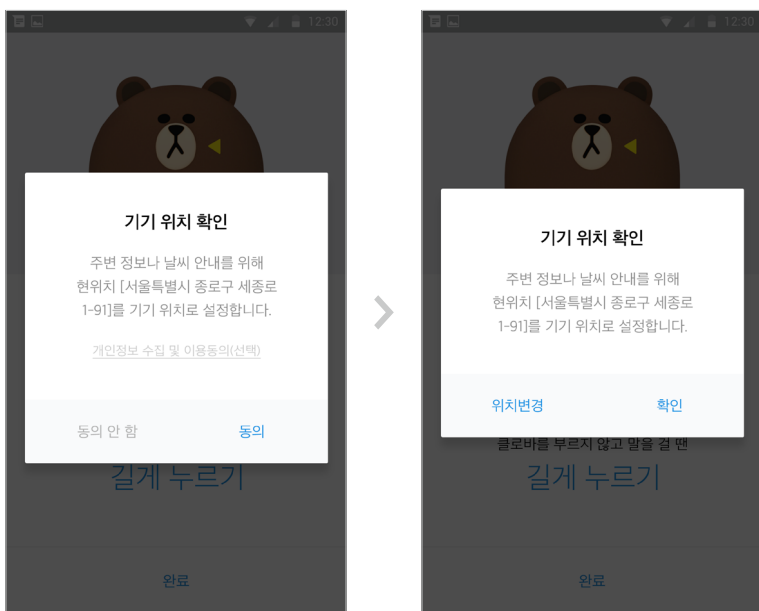 12:30
기기 위치 확인
주변 정보나 날씨 안내를 위해
현위치 [서울특별시 종로구 세종로
1-91]를 기기 위치로 설정합니다.
개인정보 수집 및 이용동의(선택)
동의 안 함
동의
길게 누르기
완료
12:30
기기 위치 확인
주변 정보나 날씨 안내를 위해
현위치 [서울특별시 종로구 세종로
1-91]를 기기 위치로 설정합니다.
위치변경
확인
클로바를 부르지 않고 말을 걸 땐
길게 누르기
완료